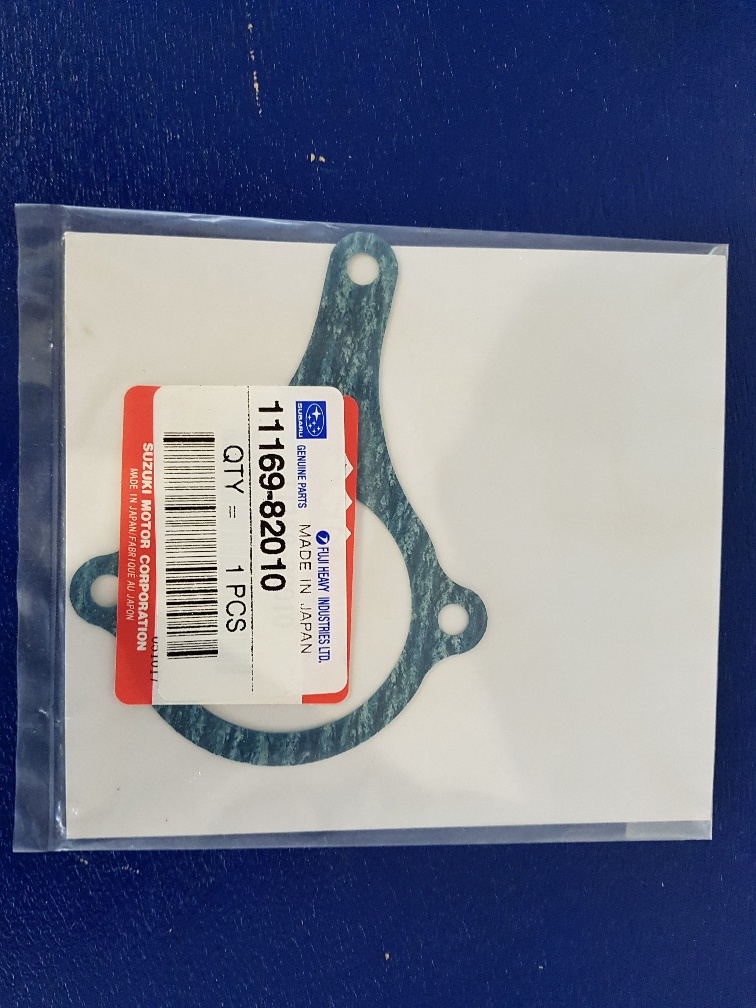 SUBARU
GENUINE PARTS
FUJI HEAVY INDUSTRIES LTD.
MADE IN JAPAN
11169-82010
QTY = 1 PCS
SUZUKI MOTOR CORPORATION
MADE IN JAPAN/FABRIQUÉ AU JAPON